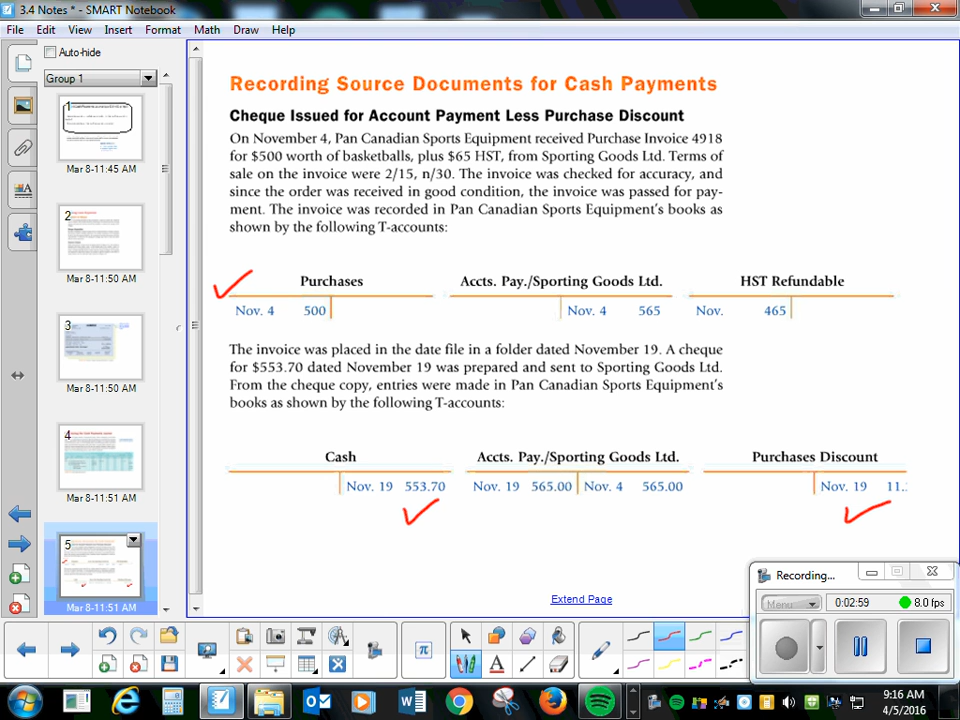 3.4 Notes * - SMART Notebook
File Edit View Insert Format Math Draw Help
Auto-hide
Group 1
1
Mar 8-11:45 AM
2
Mar 8-11:50 AM
3
Mar 8-11:50 AM
4
Mar 8-11:51 AM
5
Mar 8-11:51 AM
Recording Source Documents for Cash Payments
Cheque Issued for Account Payment Less Purchase Discount
On November 4, Pan Canadian Sports Equipment received Purchase Invoice 4918
for $500 worth of basketballs, plus $65 HST, from Sporting Goods Ltd. Terms of
sale on the invoice were 2/15, n/30. The invoice was checked for accuracy, and
since the order was received in good condition, the invoice was passed for pay-
ment. The invoice was recorded in Pan Canadian Sports Equipment's books as
shown by the following T-accounts:
Purchases Accts. Pay./Sporting Goods Ltd. HST Refundable
Nov. 4 500 Nov. 4 565 Nov. 465
The invoice was placed in the date file in a folder dated November 19. A cheque
for $553.70 dated November 19 was prepared and sent to Sporting Goods Ltd.
From the cheque copy, entries were made in Pan Canadian Sports Equipment's
books as shown by the following T-accounts:
Cash Accts. Pay./Sporting Goods Ltd. Purchases Discount
Nov. 19 553.70 Nov. 19 565.00 Nov. 4 565.00 Nov. 19 11.
Extend Page
Recording...
Menu 0:02:59 8.0 fps
9:16 AM
4/5/2016